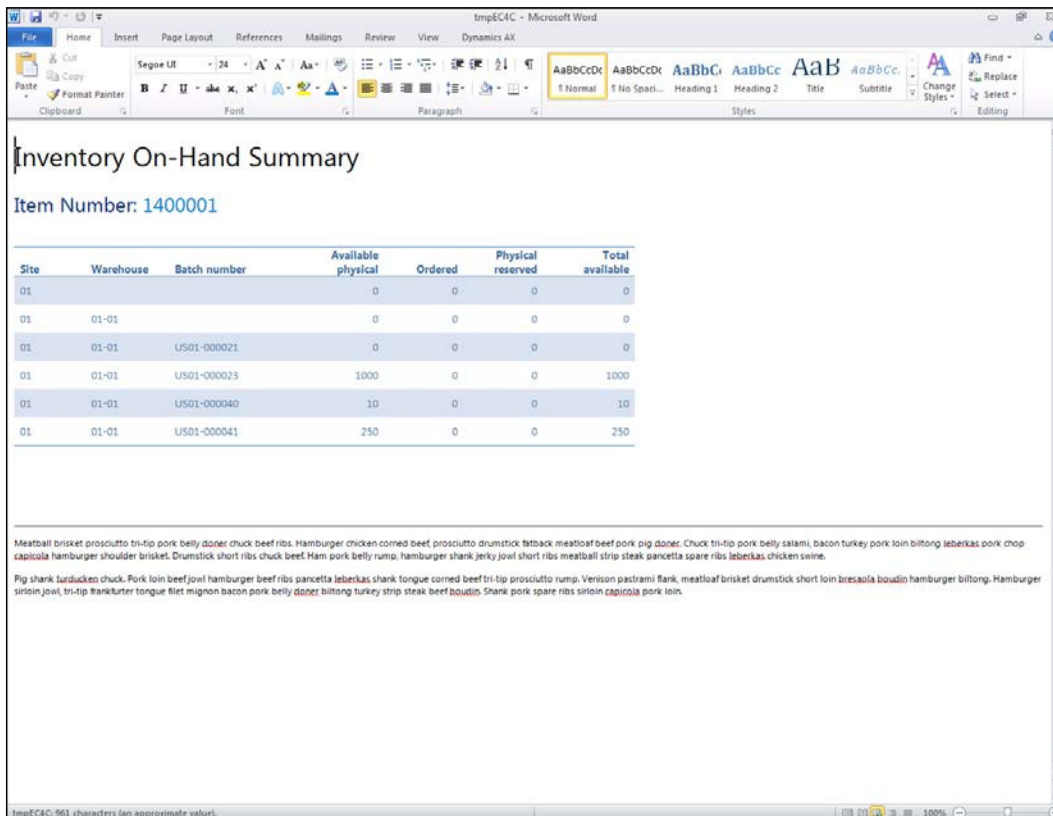 tmpEC4C - Microsoft Word
File Home Insert Page Layout References Mailings Review View Dynamics AX
Paste
Cut
Copy
Format Painter
Clipboard
Segoe UI 24
Font
Paragraph
AaBbCcDc AaBbCcDc AaBbC AaBbCc AaB AaBbCc.
Normal No Spaci... Heading 1 Heading 2 Title Subtitle
Change Styles
Styles
Find
Replace
Select
Editing
Inventory On-Hand Summary
Item Number: 1400001
Site Warehouse Batch number Available physical Ordered Physical reserved Total available
01 0 0 0 0
01 01-01 0 0 0 0
01 01-01 US01-000021 0 0 0 0
01 01-01 US01-000023 1000 0 0 1000
01 01-01 US01-000040 10 0 0 10
01 01-01 US01-000041 250 0 0 250
Meatball brisket prosciutto tri-tip pork belly doner chuck beef ribs. Hamburger chicken corned beef, prosciutto drumstick fatback meatloaf beef pork pig doner. Chuck tri-tip pork belly salami, bacon turkey pork loin biltong leberkas pork chop
capicola hamburger shoulder brisket. Drumstick short ribs chuck beef. Ham pork belly rump, hamburger shank jerky jowl short ribs meatball strip steak pancetta spare ribs leberkas chicken swine.
Pig shank turducken chuck. Pork loin beef jowl hamburger beef ribs pancetta leberkas shank tongue corned beef tri-tip prosciutto rump. Venison pastrami flank, meatloaf brisket drumstick short loin bresaola boudin hamburger biltong. Hamburger
sirloin jowl, tri-tip frankfurter tongue filet mignon bacon pork belly doner biltong turkey strip steak beef boudin. Shank pork spare ribs sirloin capicola pork loin.
tmpEC4C: 961 characters (an approximate value).
100%